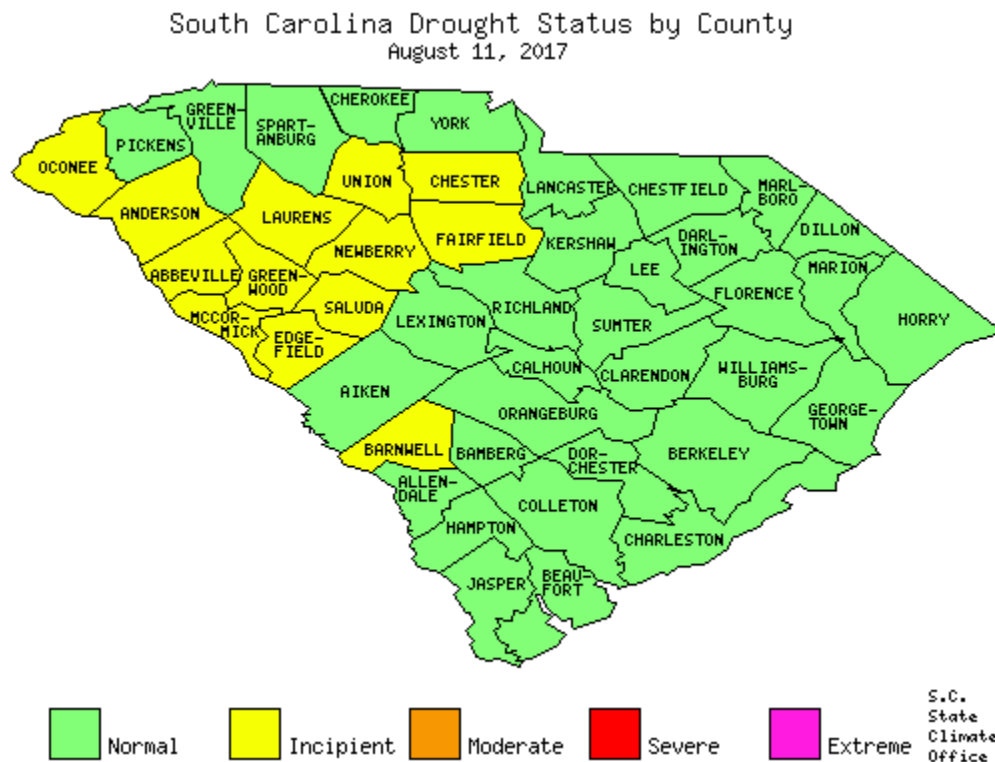 South Carolina Drought Status by County
August 11, 2017
CHEROKEE
GREEN-
VILLE
SPART-
ANBURG
YORK
PICKENS
OCONEE
UNION
CHESTER
LANCASTER
CHESTFIELD
MARL-
BORO
ANDERSON
LAURENS
DILLON
NEWBERRY
FAIRFIELD
KERSHAW
DARL-
INGTON
ABBEVILLE
GREEN-
WOOD
LEE
MARION
FLORENCE
SALUDA
RICHLAND
MCCOR-
MICK
LEXINGTON
SUMTER
HORRY
EDGE-
FIELD
CALHOUN
CLARENDON
WILLIAMS-
BURG
AIKEN
ORANGEBURG
GEORGE-
TOWN
BARNWELL
BAMBERG
DOR-
CHESTER
BERKELEY
ALLEN-
DALE
COLLETON
HAMPTON
CHARLESTON
JASPER
BEAU-
FORT
Normal
Incipient
Moderate
Severe
Extreme
S.C.
State
Climate
Office